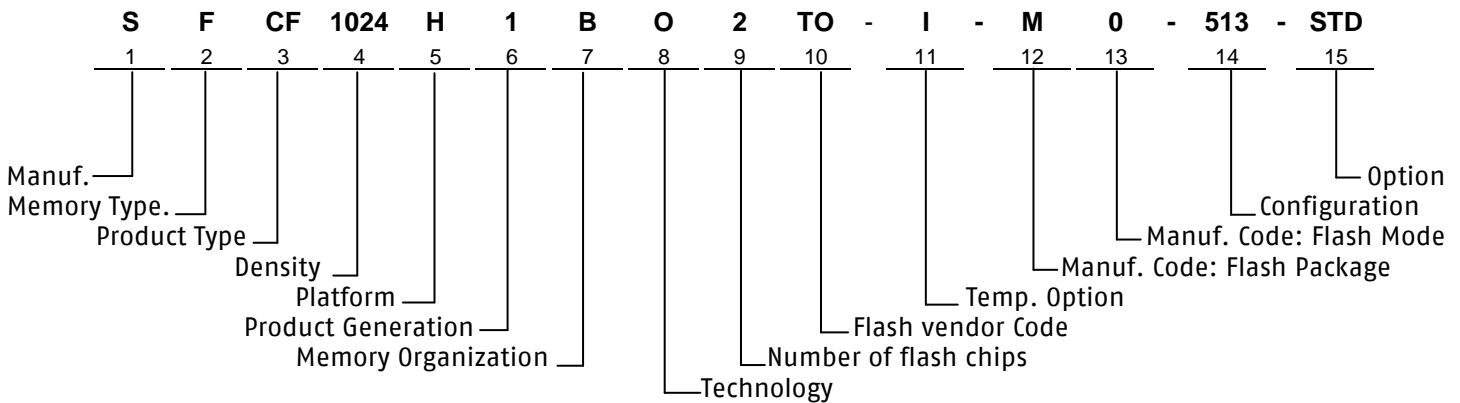 S F CF 1024 H 1 B O 2 TO - I - M 0 - 513 - STD
1 2 3 4 5 6 7 8 9 10 11 12 13 14 15
Manuf. Option
Memory Type. Configuration
Product Type Manuf. Code: Flash Mode
Density Manuf. Code: Flash Package
Platform Temp. Option
Product Generation Flash vendor Code
Memory Organization Number of flash chips
Technology